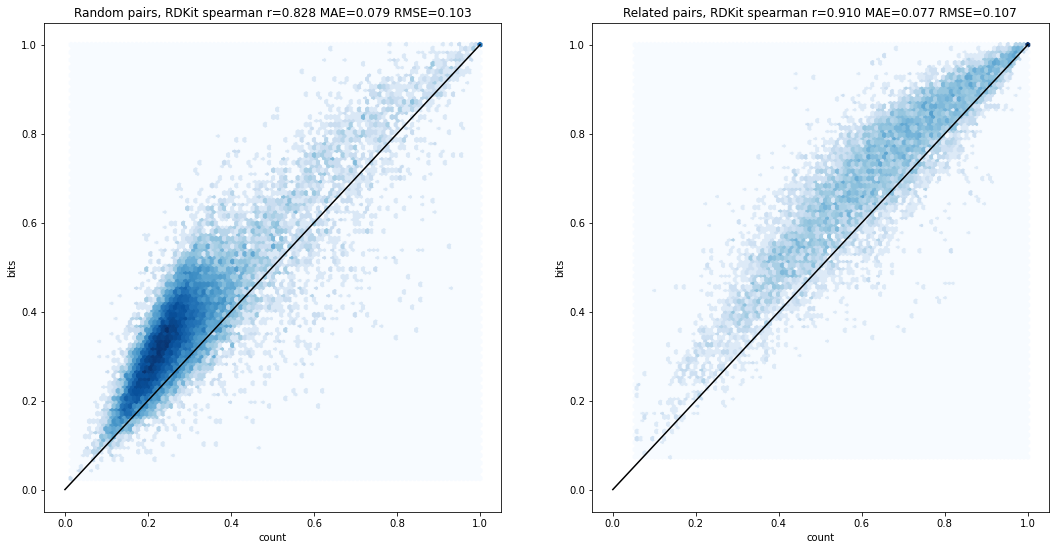 Random pairs, RDKit spearman r=0.828 MAE=0.079 RMSE=0.103
1.0
0.8
0.6
0.4
0.2
0.0
bits
0.0 0.2 0.4 0.6 0.8 1.0
count
Related pairs, RDKit spearman r=0.910 MAE=0.077 RMSE=0.107
1.0
0.8
0.6
0.4
0.2
0.0
bits
0.0 0.2 0.4 0.6 0.8 1.0
count